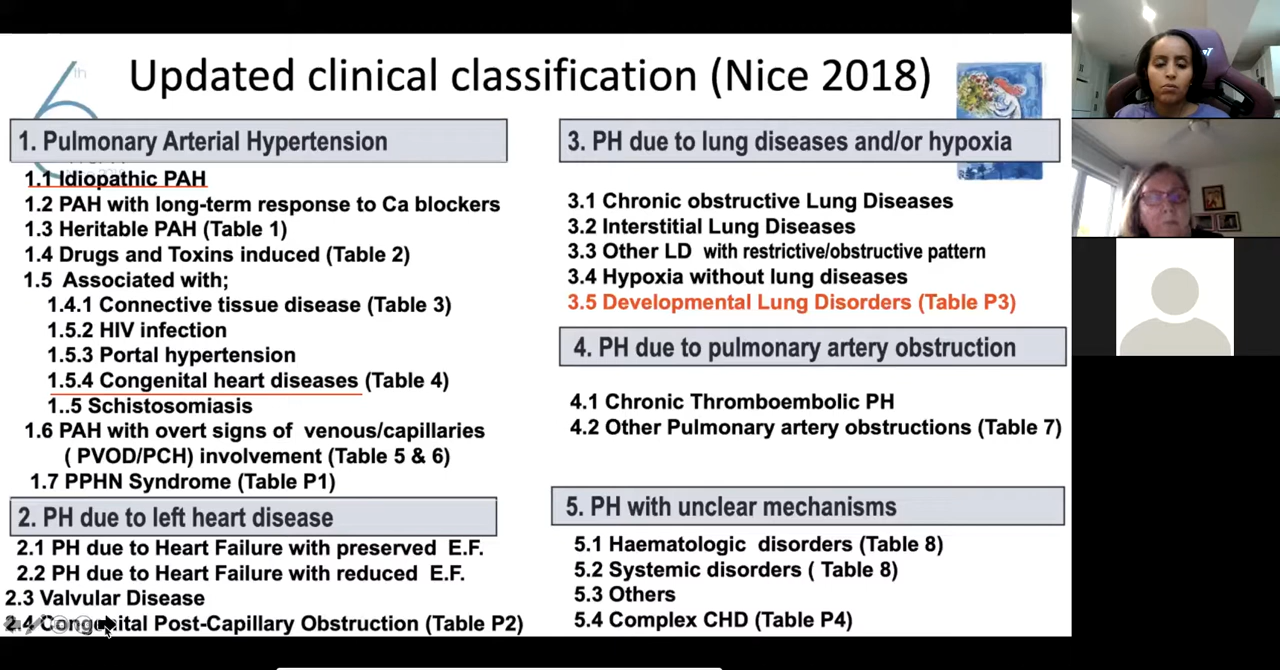 Updated clinical classification (Nice 2018)
6th
1. Pulmonary Arterial Hypertension
1.1 Idiopathic PAH
1.2 PAH with long-term response to Ca blockers
1.3 Heritable PAH (Table 1)
1.4 Drugs and Toxins induced (Table 2)
1.5 Associated with;
1.4.1 Connective tissue disease (Table 3)
1.5.2 HIV infection
1.5.3 Portal hypertension
1.5.4 Congenital heart diseases (Table 4)
1..5 Schistosomiasis
1.6 PAH with overt signs of venous/capillaries
( PVOD/PCH) involvement (Table 5 & 6)
1.7 PPHN Syndrome (Table P1)
2. PH due to left heart disease
2.1 PH due to Heart Failure with preserved E.F.
2.2 PH due to Heart Failure with reduced E.F.
2.3 Valvular Disease
2.4 Congenital Post-Capillary Obstruction (Table P2)
3. PH due to lung diseases and/or hypoxia
3.1 Chronic obstructive Lung Diseases
3.2 Interstitial Lung Diseases
3.3 Other LD with restrictive/obstructive pattern
3.4 Hypoxia without lung diseases
3.5 Developmental Lung Disorders (Table P3)
4. PH due to pulmonary artery obstruction
4.1 Chronic Thromboembolic PH
4.2 Other Pulmonary artery obstructions (Table 7)
5. PH with unclear mechanisms
5.1 Haematologic disorders (Table 8)
5.2 Systemic disorders ( Table 8)
5.3 Others
5.4 Complex CHD (Table P4)